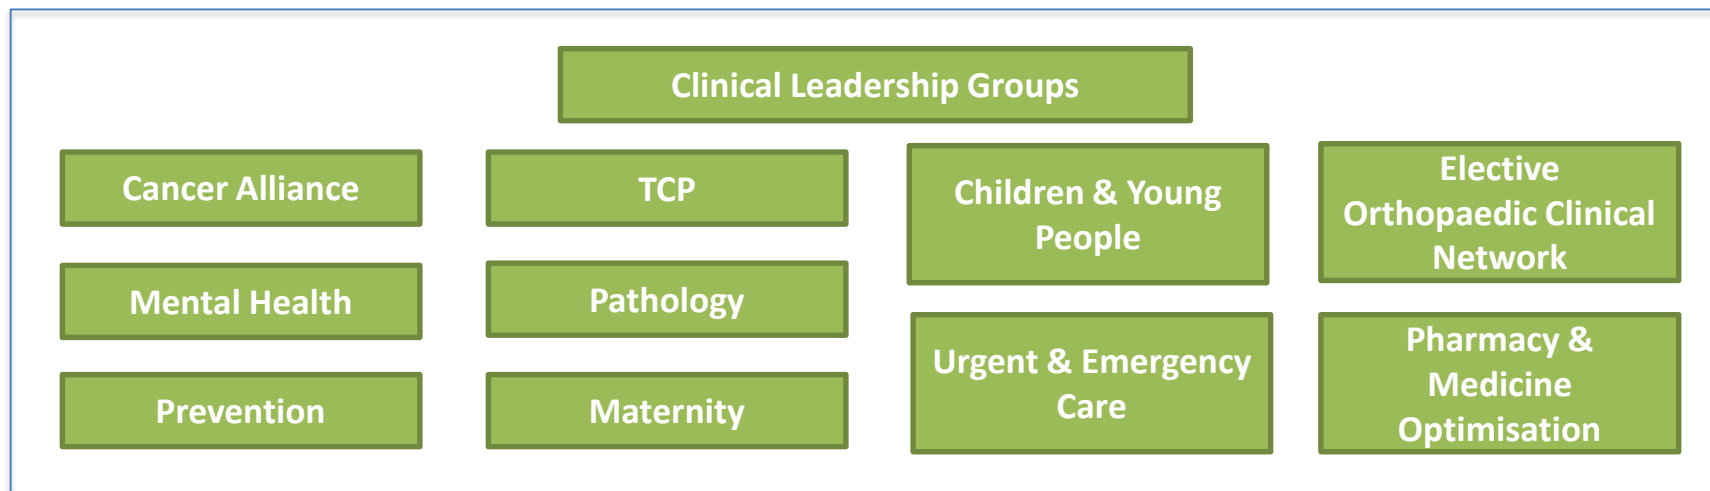 Clinical Leadership Groups
Cancer Alliance
TCP
Children & Young
People
Elective
Orthopaedic Clinical
Network
Mental Health
Pathology
Urgent & Emergency
Care
Pharmacy &
Medicine
Optimisation
Prevention
Maternity